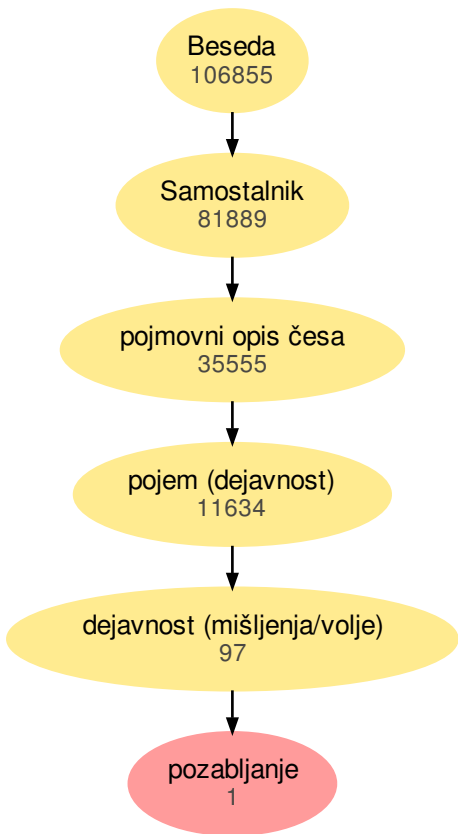 Beseda
106855
Samostalnik
81889
pojmovni opis česa
35555
pojem (dejavnost)
11634
dejavnost (mišljenja/volje)
97
pozabljanje
1